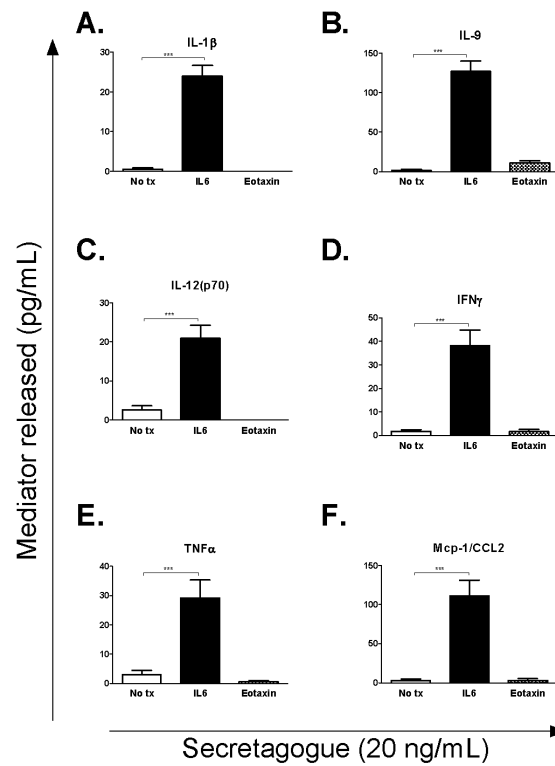 A.
IL-1β
***
30
20
10
0
No tx IL6 Eotaxin
B.
IL-9
***
150
100
50
0
No tx IL6 Eotaxin
C.
IL-12(p70)
***
30
20
10
0
No tx IL6 Eotaxin
D.
IFNγ
***
50
40
30
20
10
0
No tx IL6 Eotaxin
E.
TNFα
***
40
30
20
10
0
No tx IL6 Eotaxin
F.
Mcp-1/CCL2
***
150
100
50
0
No tx IL6 Eotaxin
Mediator released (pg/mL)
Secretagogue (20 ng/mL)